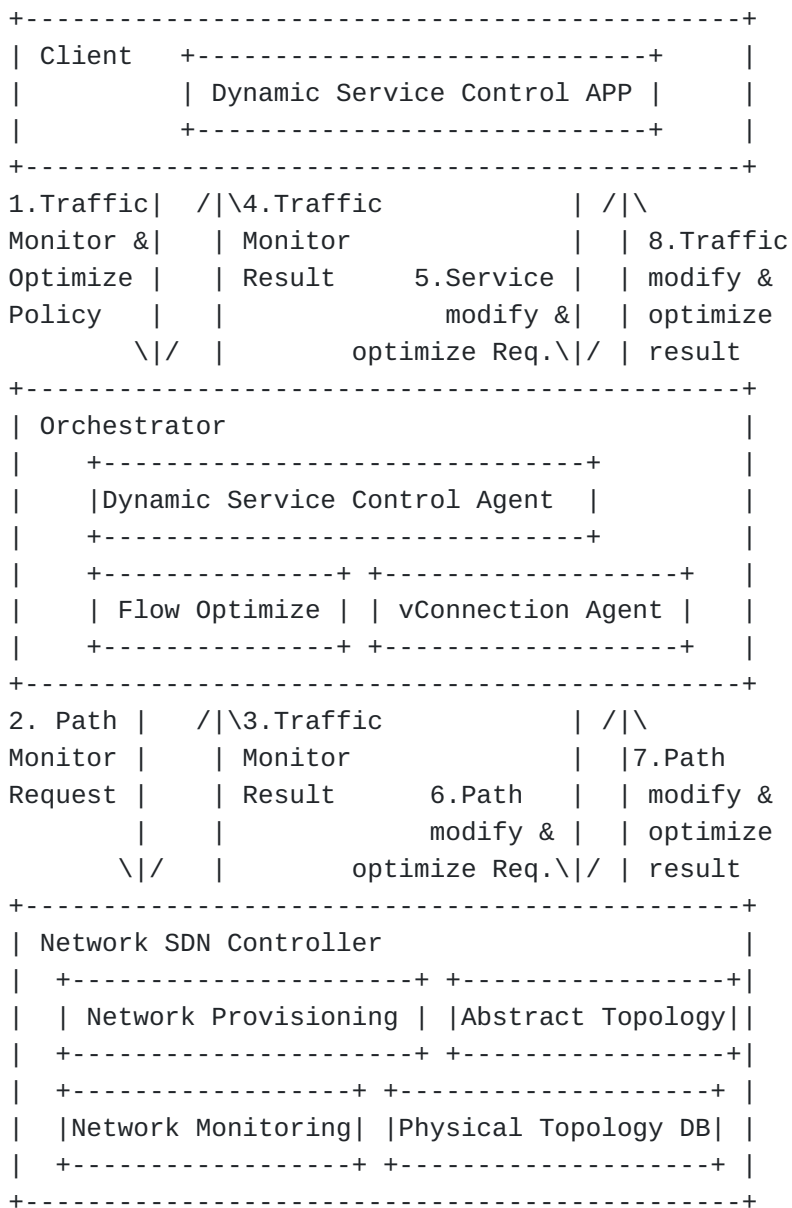 +----------------------------------------------+
| Client   +-----------------------------+     |
|          | Dynamic Service Control APP |     |
|          +-----------------------------+     |
+----------------------------------------------+
1.Traffic|  /|\4.Traffic            | /|\
Monitor &|   | Monitor              |  | 8.Traffic
Optimize |   | Result     5.Service |  | modify &
Policy   |   |              modify &|  | optimize
        \|/  |        optimize Req.\|/ | result
+----------------------------------------------+
| Orchestrator                                 |
|    +-------------------------------+         |
|    |Dynamic Service Control Agent  |         |
|    +-------------------------------+         |
|    +---------------+ +-------------------+   |
|    | Flow Optimize | | vConnection Agent |   |
|    +---------------+ +-------------------+   |
+----------------------------------------------+
2. Path |   /|\3.Traffic            | /|\
Monitor |    | Monitor              |  |7.Path
Request |    | Result      6.Path   |  | modify &
        |    |             modify & |  | optimize
       \|/   |        optimize Req.\|/ | result
+----------------------------------------------+
| Network SDN Controller                       |
|  +----------------------+ +-----------------+|
|  | Network Provisioning | |Abstract Topology||
|  +----------------------+ +-----------------+|
|  +------------------+ +--------------------+ |
|  |Network Monitoring| |Physical Topology DB| |
|  +------------------+ +--------------------+ |
+----------------------------------------------+